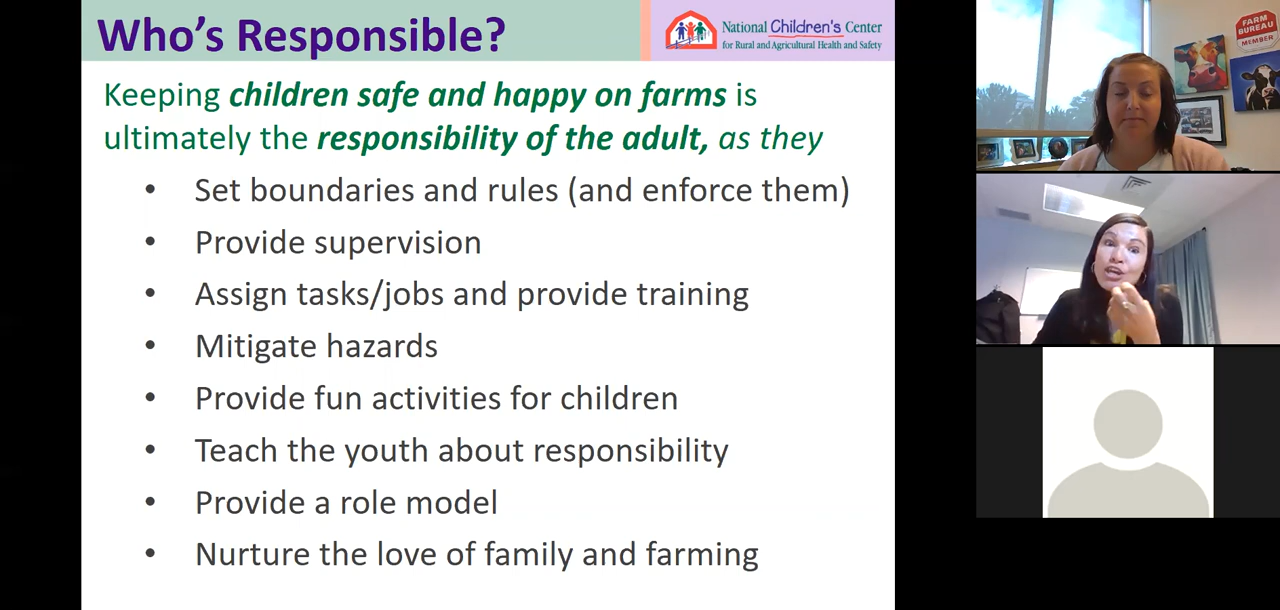 Who's Responsible?
National Children's Center
for Rural and Agricultural Health and Safety
Keeping children safe and happy on farms is
ultimately the responsibility of the adult, as they
• Set boundaries and rules (and enforce them)
• Provide supervision
• Assign tasks/jobs and provide training
• Mitigate hazards
• Provide fun activities for children
• Teach the youth about responsibility
• Provide a role model
• Nurture the love of family and farming
FARM
BUREAU
MEMBER